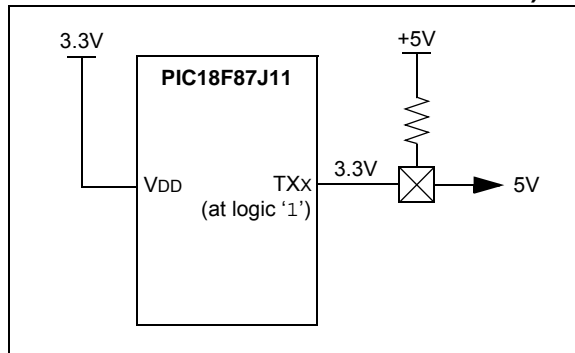 3.3V
+5V
PIC18F87J11
VDD
TXX
3.3V
5V
(at logic ‘1’)